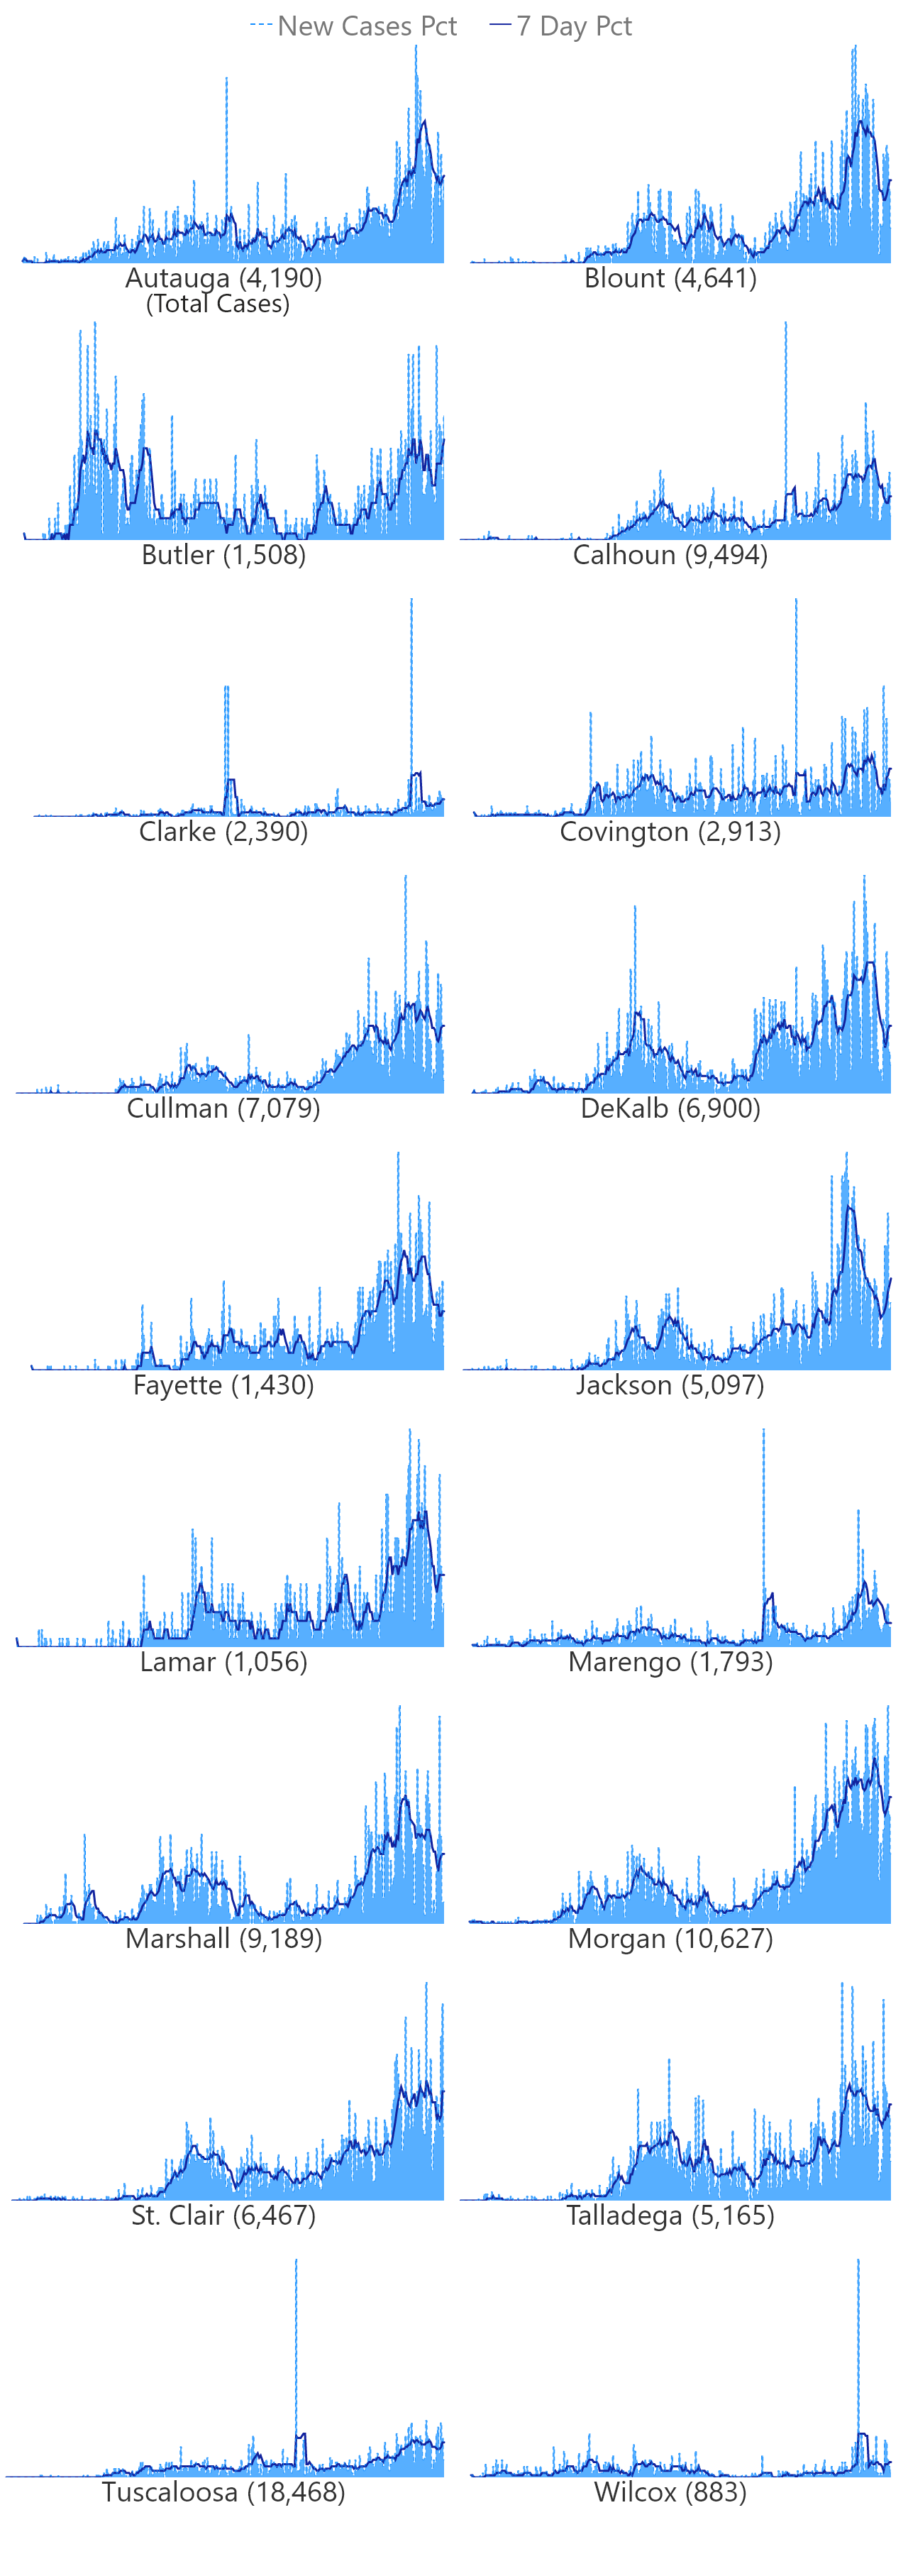 New Cases Pct 7 Day Pct
Autauga (4,190) Blount (4,641)
(Total Cases)
Butler (1,508) Calhoun (9,494)
Clarke (2,390) Covington (2,913)
Cullman (7,079) DeKalb (6,900)
Fayette (1,430) Jackson (5,097)
Lamar (1,056) Marengo (1,793)
Marshall (9,189) Morgan (10,627)
St. Clair (6,467) Talladega (5,165)
Tuscaloosa (18,468) Wilcox (883)